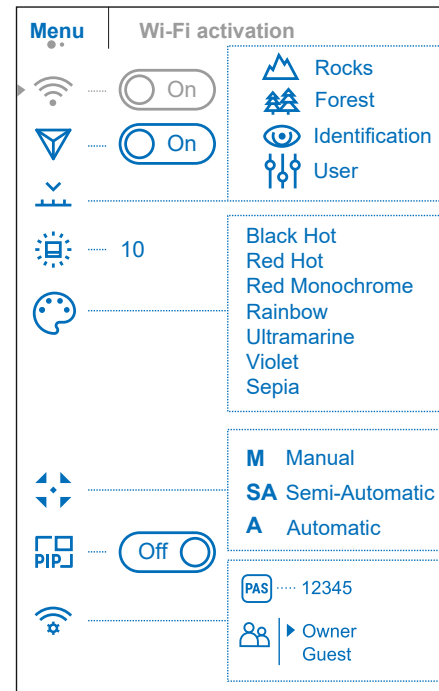 Menu
Wi-Fi activation
On
Rocks
Forest
On
Identification
User
10
Black Hot
Red Hot
Red Monochrome
Rainbow
Ultramarine
Violet
Sepia
M Manual
SA Semi-Automatic
A Automatic
PIP
Off
PAS 12345
Owner
Guest